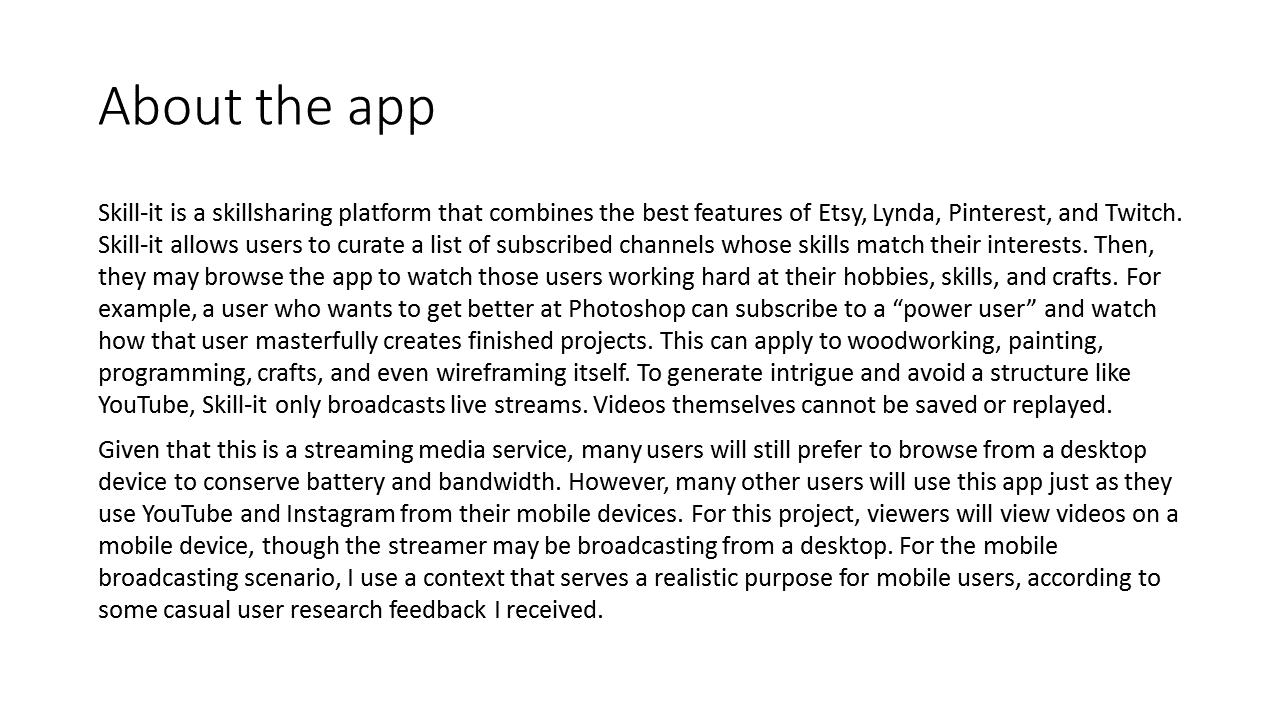 About the app
Skill-it is a skillsharing platform that combines the best features of Etsy, Lynda, Pinterest, and Twitch.
Skill-it allows users to curate a list of subscribed channels whose skills match their interests. Then,
they may browse the app to watch those users working hard at their hobbies, skills, and crafts. For
example, a user who wants to get better at Photoshop can subscribe to a “power user” and watch
how that user masterfully creates finished projects. This can apply to woodworking, painting,
programming, crafts, and even wireframing itself. To generate intrigue and avoid a structure like
YouTube, Skill-it only broadcasts live streams. Videos themselves cannot be saved or replayed.
Given that this is a streaming media service, many users will still prefer to browse from a desktop
device to conserve battery and bandwidth. However, many other users will use this app just as they
use YouTube and Instagram from their mobile devices. For this project, viewers will view videos on a
mobile device, though the streamer may be broadcasting from a desktop. For the mobile
broadcasting scenario, I use a context that serves a realistic purpose for mobile users, according to
some casual user research feedback I received.